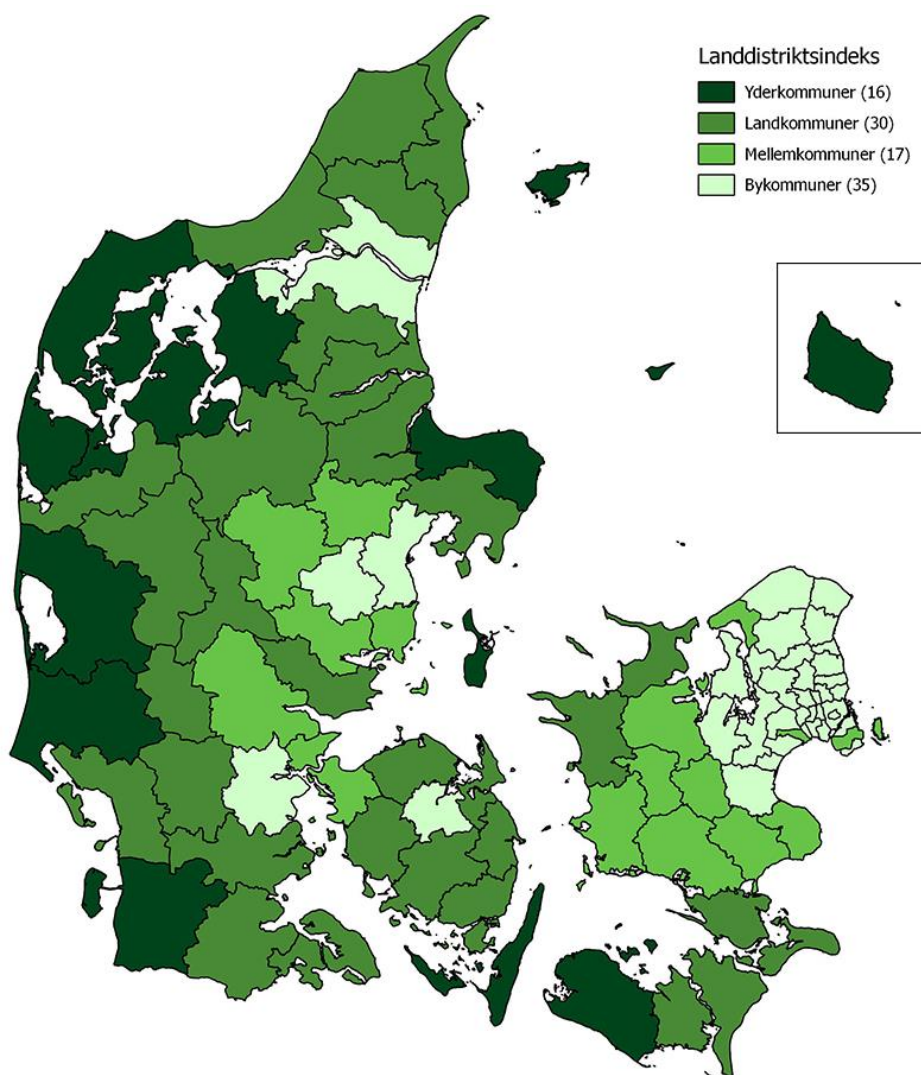 Landdistriktsindeks
Yderkommuner (16)
Landkommuner (30)
Mellemkommuner (17)
Bykommuner (35)